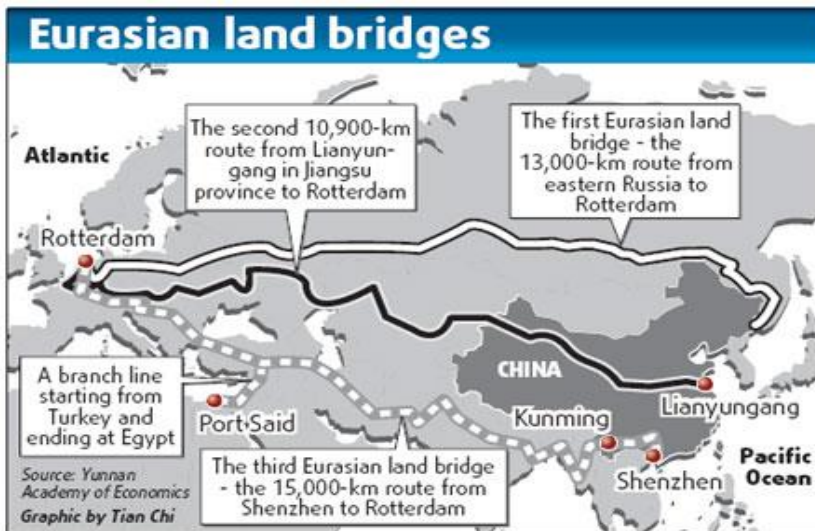 Eurasian land bridges
The second 10,900-km
route from Lianyun-
gang in Jiangsu
province to Rotterdam
The first Eurasian land
bridge - the
13,000-km route from
eastern Russia to
Rotterdam
Atlantic
Rotterdam
CHINA
Lianyungang
A branch line
starting from
Turkey and
ending at Egypt
Port Said
Kunming
Shenzhen
Pacific
Ocean
The third Eurasian land bridge
- the 15,000-km route from
Shenzhen to Rotterdam
Source: Yunnan
Academy of Economics
Graphic by Tian Chi